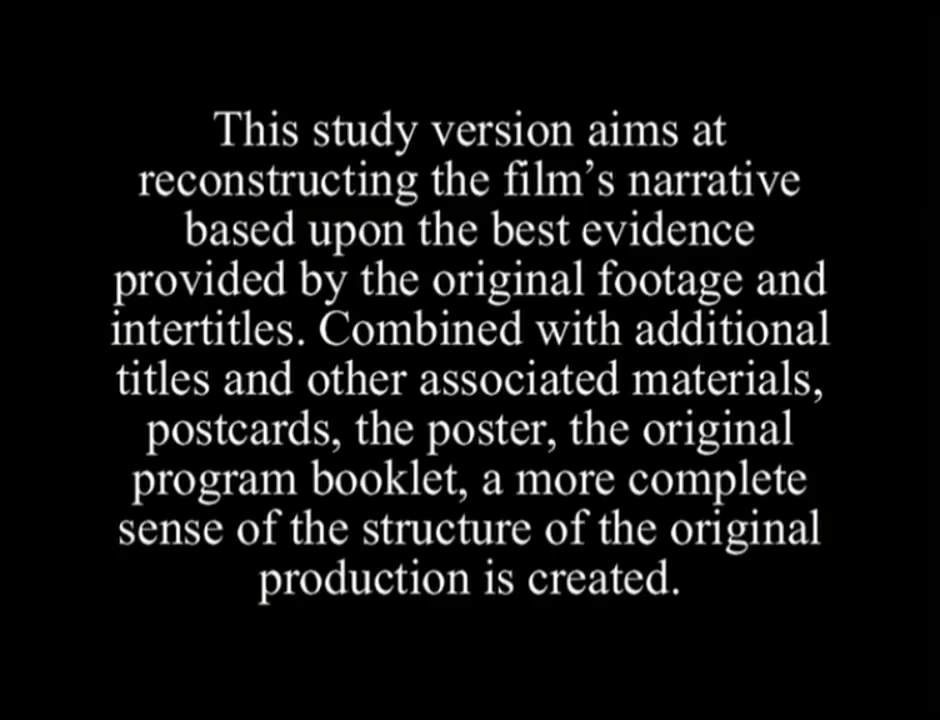 This study version aims at
reconstructing the film’s narrative
based upon the best evidence
provided by the original footage and
intertitles. Combined with additional
titles and other associated materials,
postcards, the poster, the original
program booklet, a more complete
sense of the structure of the original
production is created.